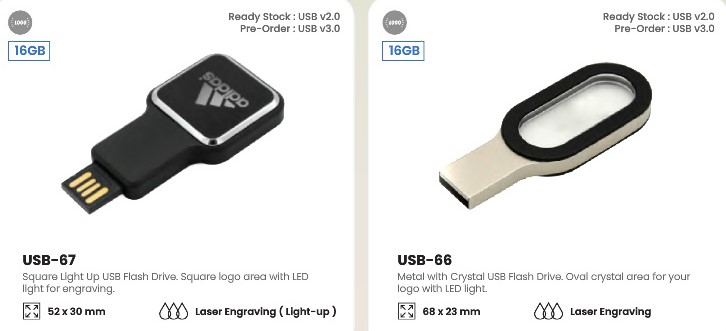 LOGO
Ready Stock : USB v2.0
Pre-Order : USB v3.0
16GB
adidas
USB-67
Square Light Up USB Flash Drive. Square logo area with LED
light for engraving.
52 x 30 mm
Laser Engraving ( Light-up )
LOGO
Ready Stock : USB v2.0
Pre-Order : USB v3.0
16GB
USB-66
Metal with Crystal USB Flash Drive. Oval crystal area for your
logo with LED light.
68 x 23 mm
Laser Engraving